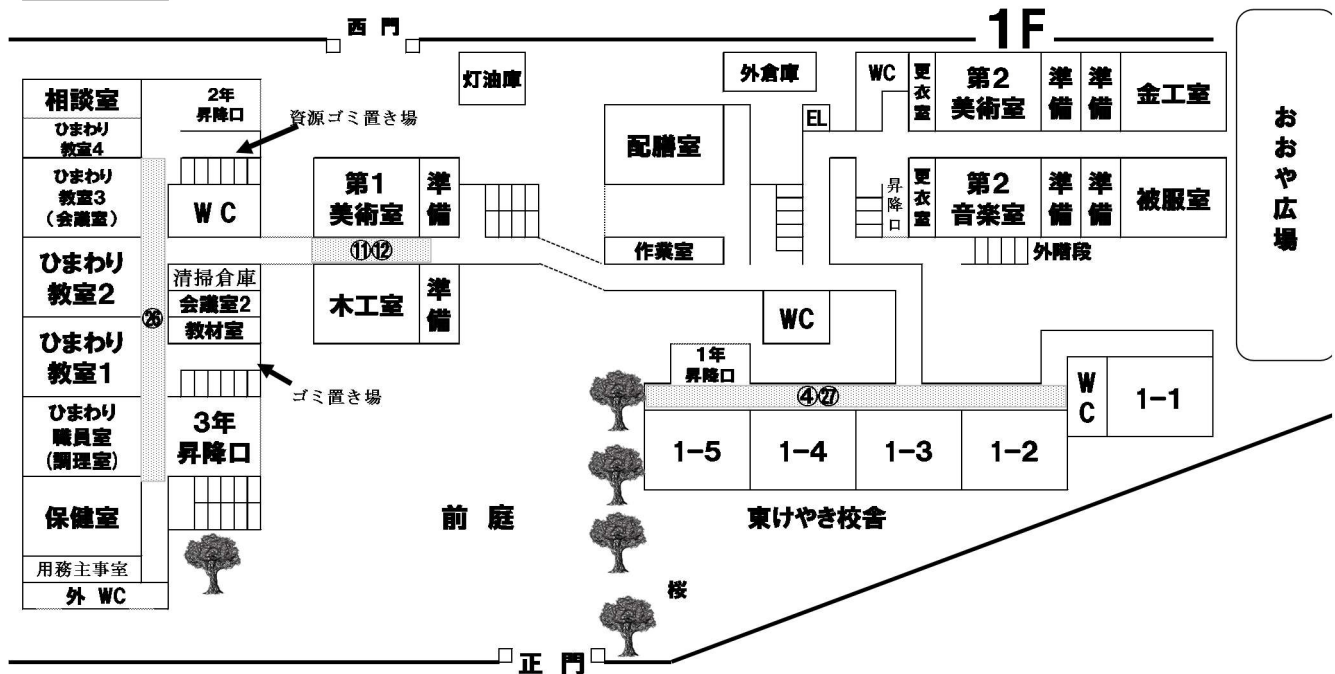 1F
西 門
灯油庫
外倉庫
WC
更
衣
室
第2
美術室
準
備
準
備
金工室
おおや広場
相談室
2年
昇降口
資源ゴミ置き場
ひまわり
教室4
EL
配膳室
ひまわり
教室3
(会議室)
WC
第1
美術室
準
備
昇
降
口
更
衣
室
第2
音楽室
準
備
準
備
被服室
⑪⑫
作業室
外階段
ひまわり
教室2
清掃倉庫
会議室2
教材室
木工室
準
備
WC
㉖
ひまわり
教室1
ゴミ置き場
1年
昇降口
④㉗
W
C
1-1
ひまわり
職員室
(調理室)
3年
昇降口
1-5
1-4
1-3
1-2
保健室
前 庭
東けやき校舎
用務主事室
外 WC
桜
正 門